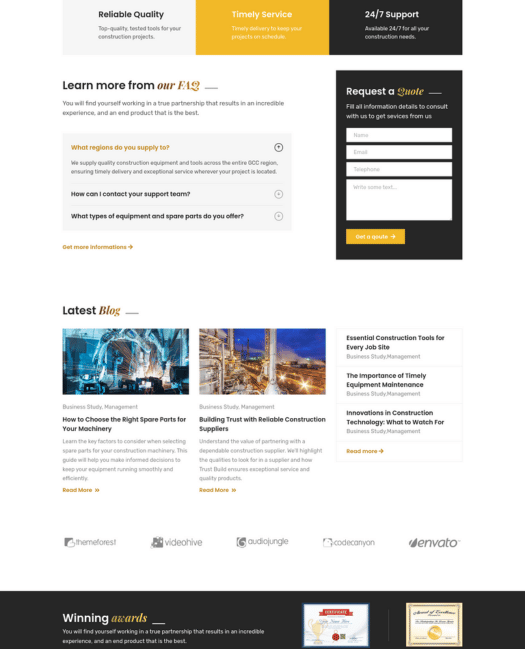 Reliable Quality
Top-quality, tested tools for your
construction projects.
Timely Service
Timely delivery to keep your
projects on schedule.
24/7 Support
Available 24/7 for all your
construction needs.
Learn more from our FAQ
You will find yourself working in a true partnership that results in an incredible
experience, and an end product that is the best.
What regions do you supply to?
We supply quality construction equipment and tools across the entire GCC region,
ensuring timely delivery and exceptional service wherever your project is located.
How can I contact your support team?
What types of equipment and spare parts do you offer?
Get more informations
Request a Quote
Fill all information details to consult
with us to get sevices from us
Name
Email
Telephone
Write some text...
Get a qoute
Latest Blog
Business Study, Management
How to Choose the Right Spare Parts for
Your Machinery
Learn the key factors to consider when selecting
spare parts for your construction machinery. This
guide will help you make informed decisions to
keep your equipment running smoothly and
efficiently.
Read More
Business Study, Management
Building Trust with Reliable Construction
Suppliers
Understand the value of partnering with a
dependable construction supplier. We'll highlight
the qualities to look for in a supplier and how
Trust Build ensures exceptional service and
quality products.
Read More
Essential Construction Tools for
Every Job Site
Business Study,Management
The Importance of Timely
Equipment Maintenance
Business Study,Management
Innovations in Construction
Technology: What to Watch For
Business Study,Management
Read more
themeforest
videohive
audiojungle
codecanyon
envato
Winning awards
You will find yourself working in a true partnership that results in an incredible
experience, and an end product that is the best.
CERTIFICATE
Award of Excellence